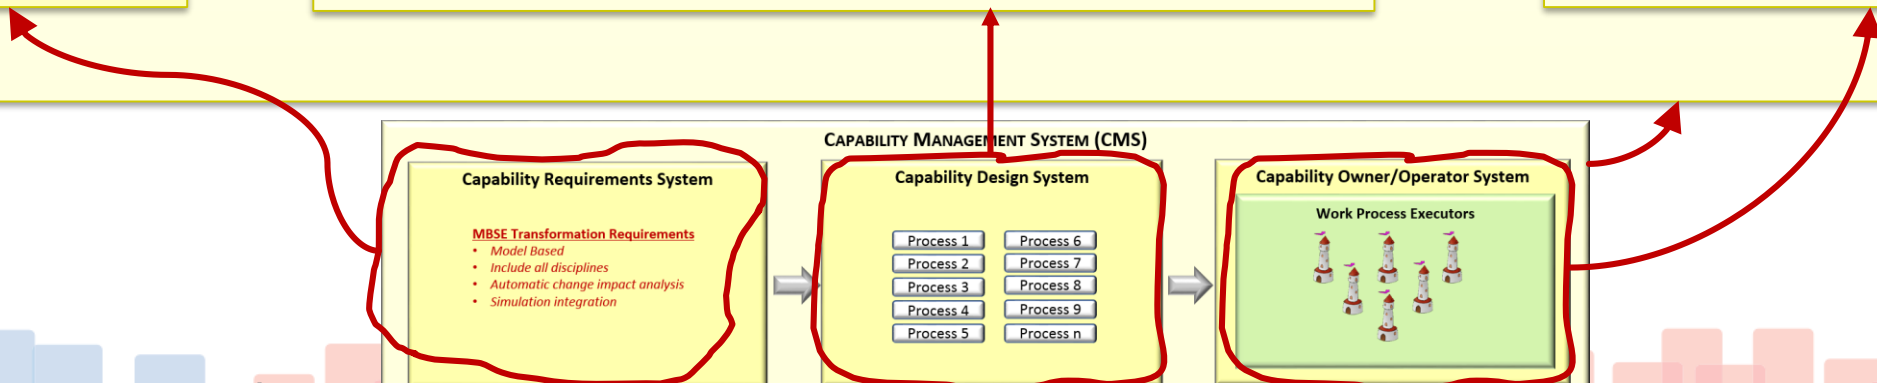 CAPABILITY MANAGEMENT SYSTEM (CMS)
Capability Requirements System
MBSE Transformation Requirements
• Model Based
• Include all disciplines
• Automatic change impact analysis
• Simulation integration
Capability Design System
Process 1
Process 2
Process 3
Process 4
Process 5
Process 6
Process 7
Process 8
Process 9
Process n
Capability Owner/Operator System
Work Process Executors